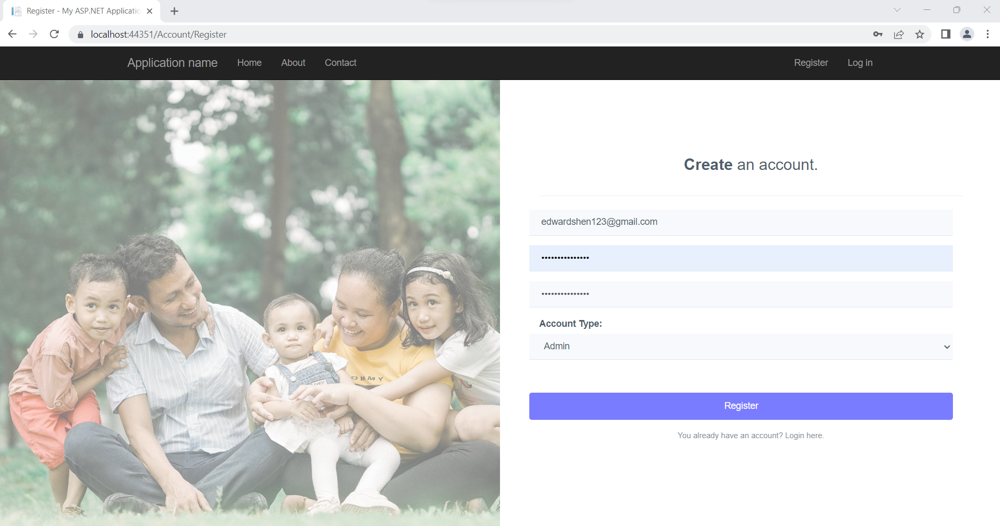 Register - My ASP.NET Applicatio
localhost:44351/Account/Register
Application name Home About Contact Register Log in
Create an account.
edwardshen123@gmail.com
•••••••••••••••
•••••••••••••••
Account Type:
Admin
OMMY
Register
You already have an account? Login here.